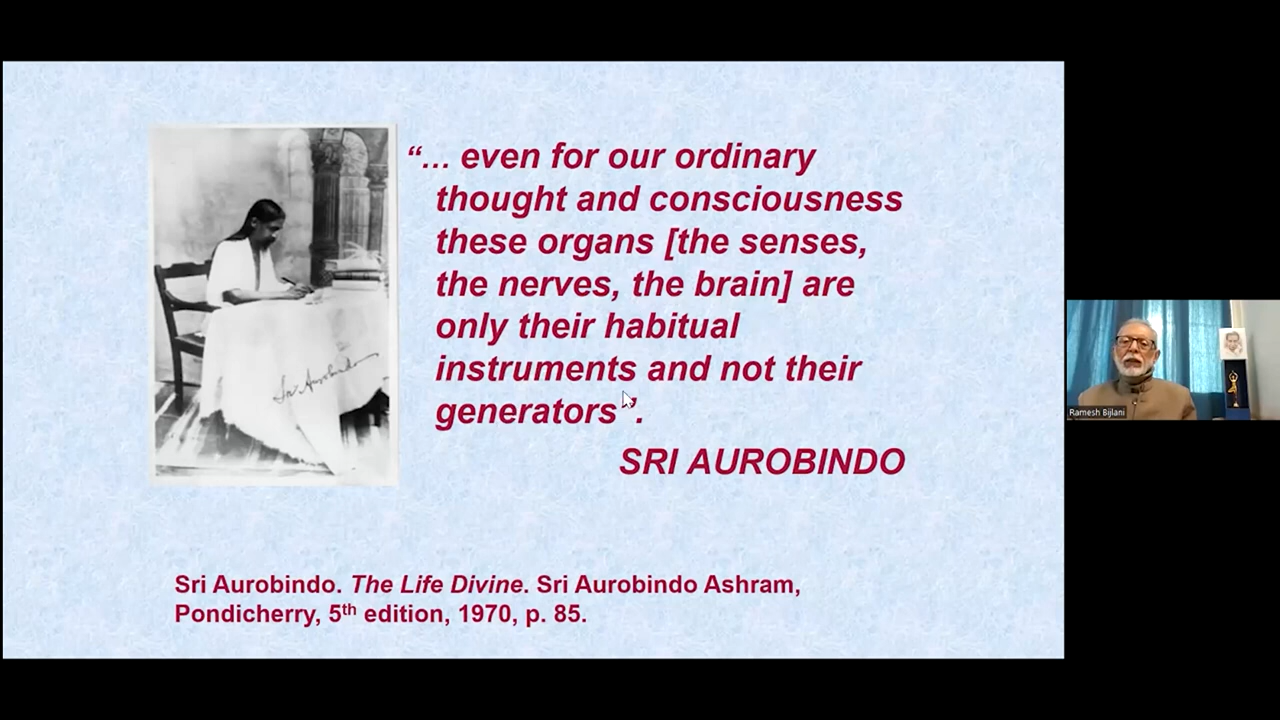 “... even for our ordinary
thought and consciousness
these organs [the senses,
the nerves, the brain] are
only their habitual
instruments and not their
generators”.
SRI AUROBINDO
Sri Aurobindo
Sri Aurobindo. The Life Divine. Sri Aurobindo Ashram,
Pondicherry, 5th edition, 1970, p. 85.
Ramesh Bijlani